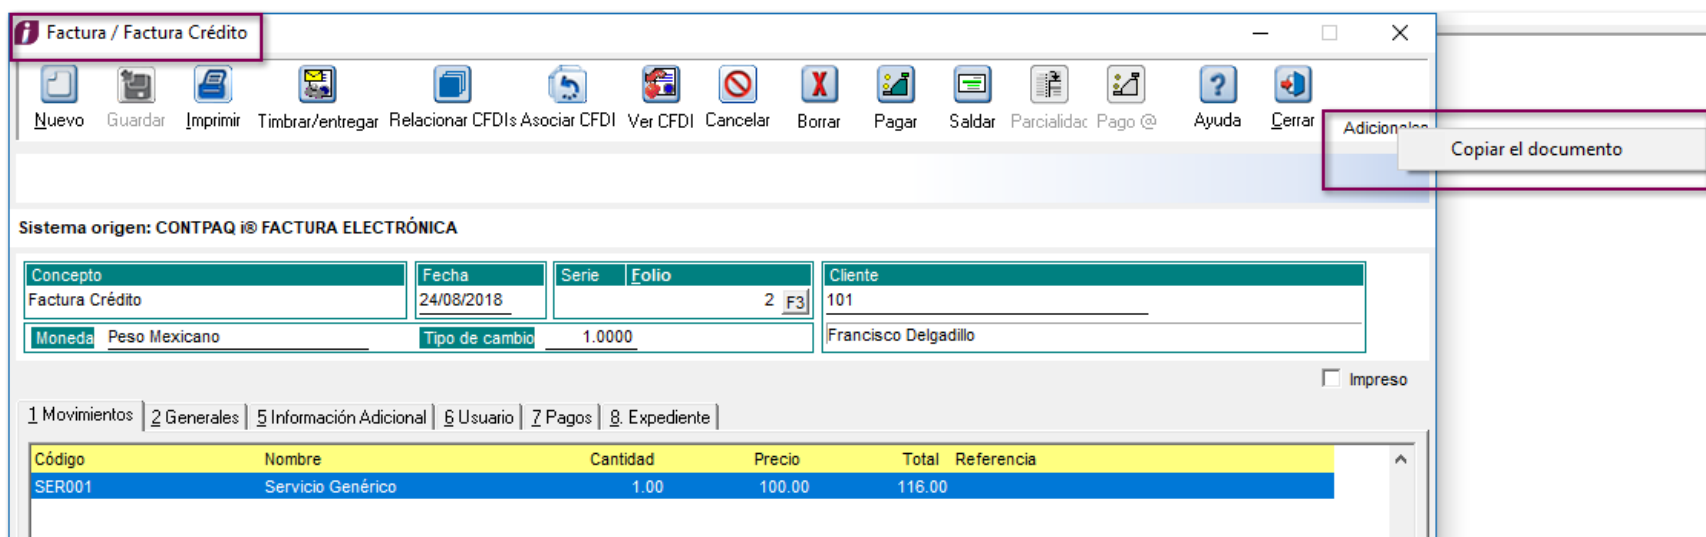 Factura / Factura Crédito
Nuevo Guardar Imprimir Timbrar/entregar Relacionar CFDIs Asociar CFDI Ver CFDI Cancelar Borrar Pagar Saldar Parcialidac Pago @ Ayuda Cerrar Adicionales
Copiar el documento
Sistema origen: CONTPAQ i® FACTURA ELECTRÓNICA
Concepto Fecha Serie Folio Cliente
Factura Crédito 24/08/2018 2 F3 101
Moneda Peso Mexicano Tipo de cambio 1.0000 Francisco Delgadillo
Impreso
1 Movimientos 2 Generales 5 Información Adicional 6 Usuario 7 Pagos 8. Expediente
Código Nombre Cantidad Precio Total Referencia
SER001 Servicio Genérico 1.00 100.00 116.00